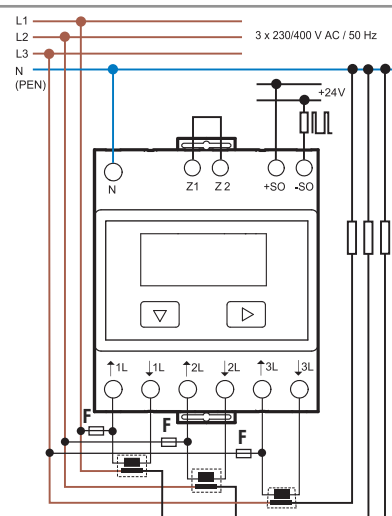 L1
L2
3 x 230/400 V AC / 50 Hz
L3
N
(PEN)
+24V
N
Z1
Z 2
+SO
-SO
↑1L
↓1L
↑2L
↓2L
↑3L
↓3L
F
F
F